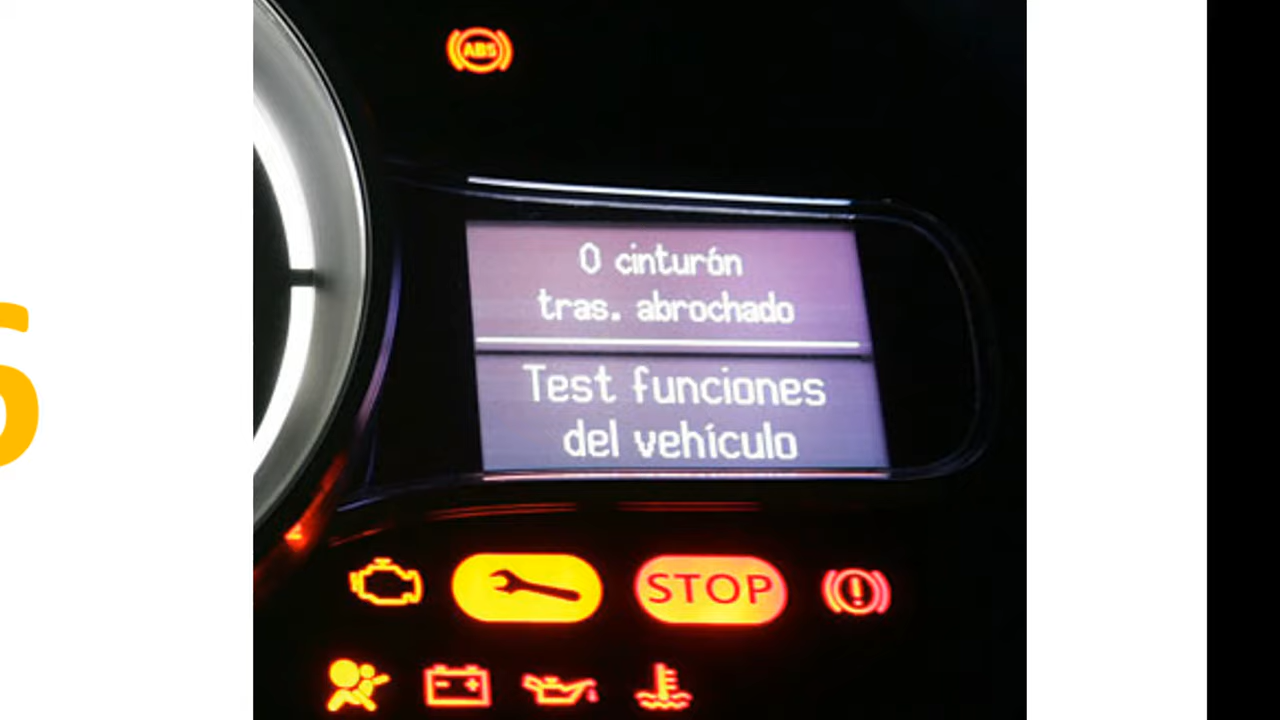 ABS
0 cinturón
tras. abrochado
Test funciones
del vehículo
STOP